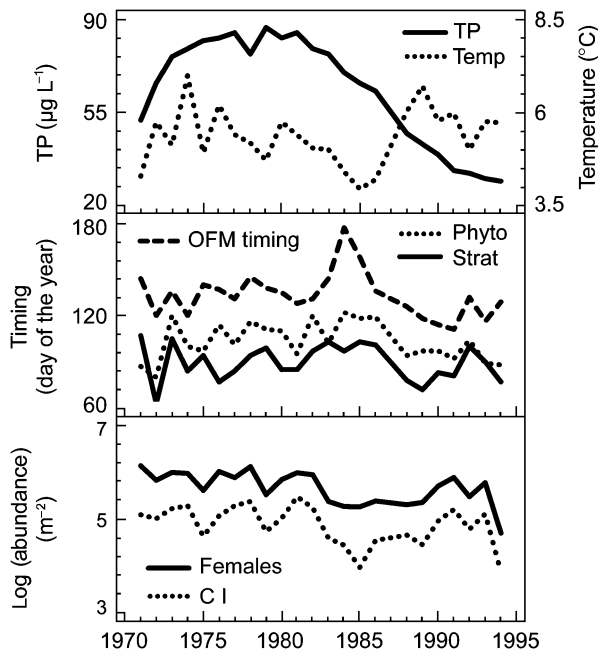 90
55
20
TP (µg L⁻¹)
TP
Temp
8.5
6
3.5
Temperature (°C)
180
120
60
Timing
(day of the year)
OFM timing
Phyto
Strat
7
5
3
Log (abundance)
(m⁻²)
Females
C I
1970 1975 1980 1985 1990 1995